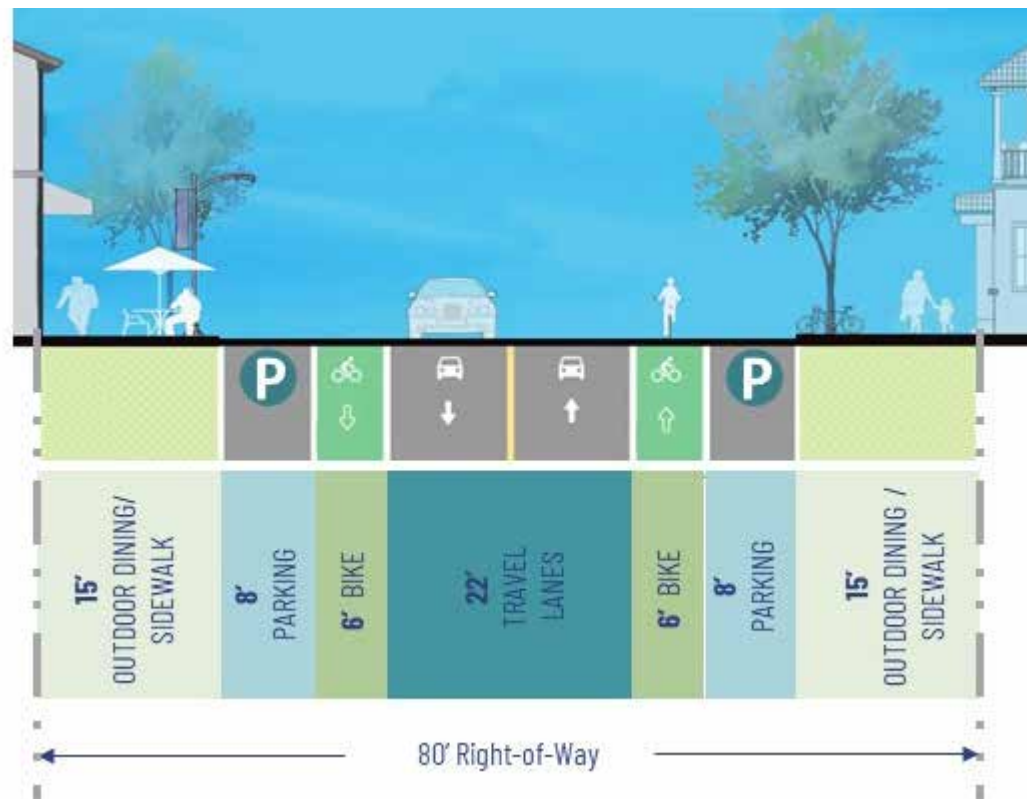 P
P
15'
OUTDOOR DINING/
SIDEWALK
8'
PARKING
6' BIKE
22'
TRAVEL
LANES
6' BIKE
8'
PARKING
15'
OUTDOOR DINING /
SIDEWALK
80' Right-of-Way